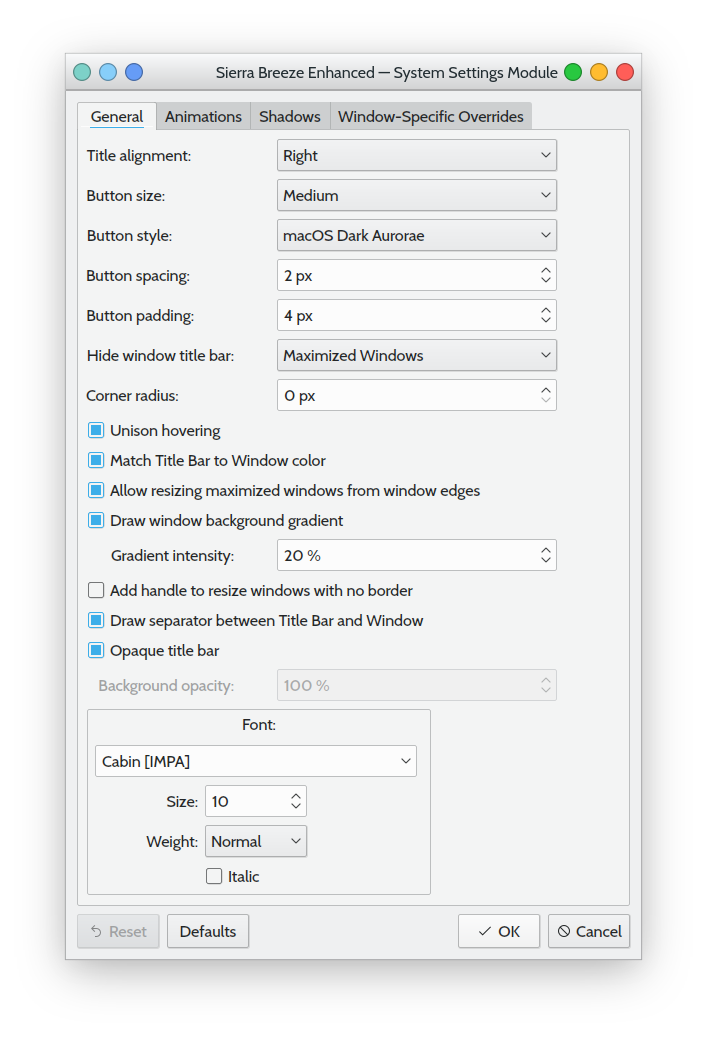 Sierra Breeze Enhanced — System Settings Module
General Animations Shadows Window-Specific Overrides
Title alignment: Right
Button size: Medium
Button style: macOS Dark Aurorae
Button spacing: 2 px
Button padding: 4 px
Hide window title bar: Maximized Windows
Corner radius: 0 px
Unison hovering
Match Title Bar to Window color
Allow resizing maximized windows from window edges
Draw window background gradient
Gradient intensity: 20 %
Add handle to resize windows with no border
Draw separator between Title Bar and Window
Opaque title bar
Background opacity: 100 %
Font:
Cabin [IMPA]
Size: 10
Weight: Normal
Italic
Reset Defaults OK Cancel